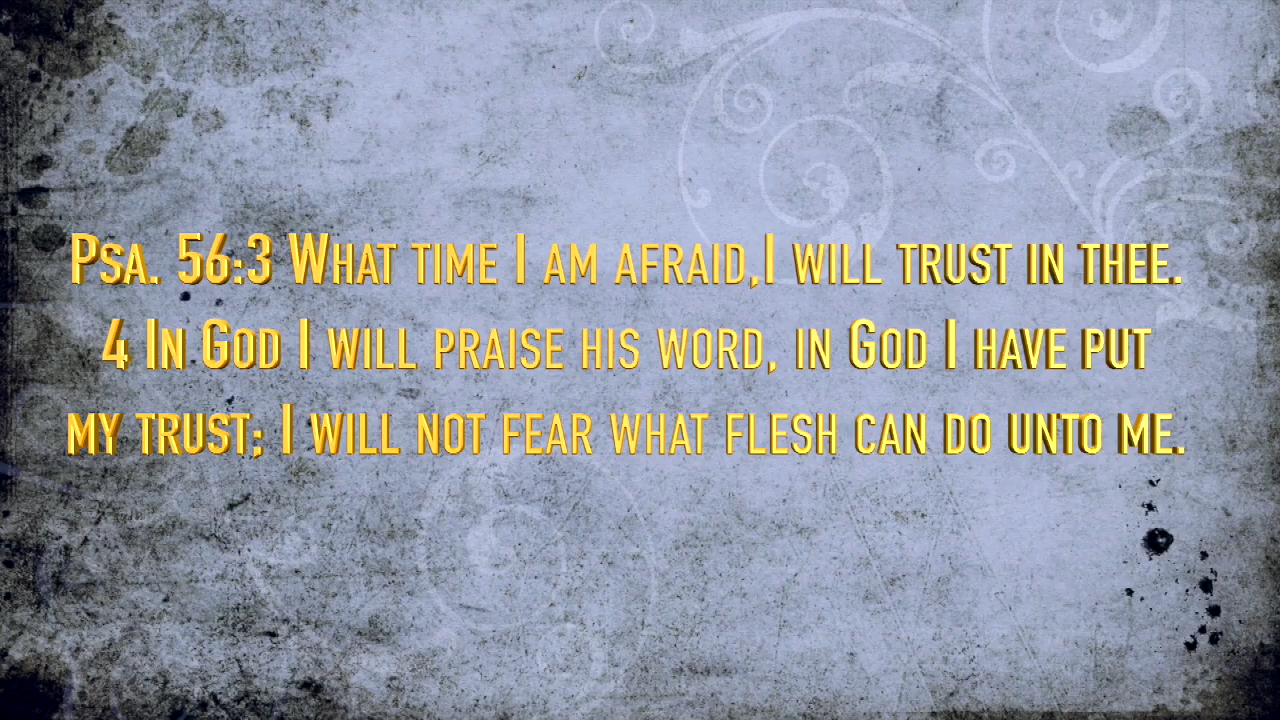 Psa. 56:3 What time I am afraid,I will trust in thee.
4 In God I will praise his word, in God I have put
my trust; I will not fear what flesh can do unto me.